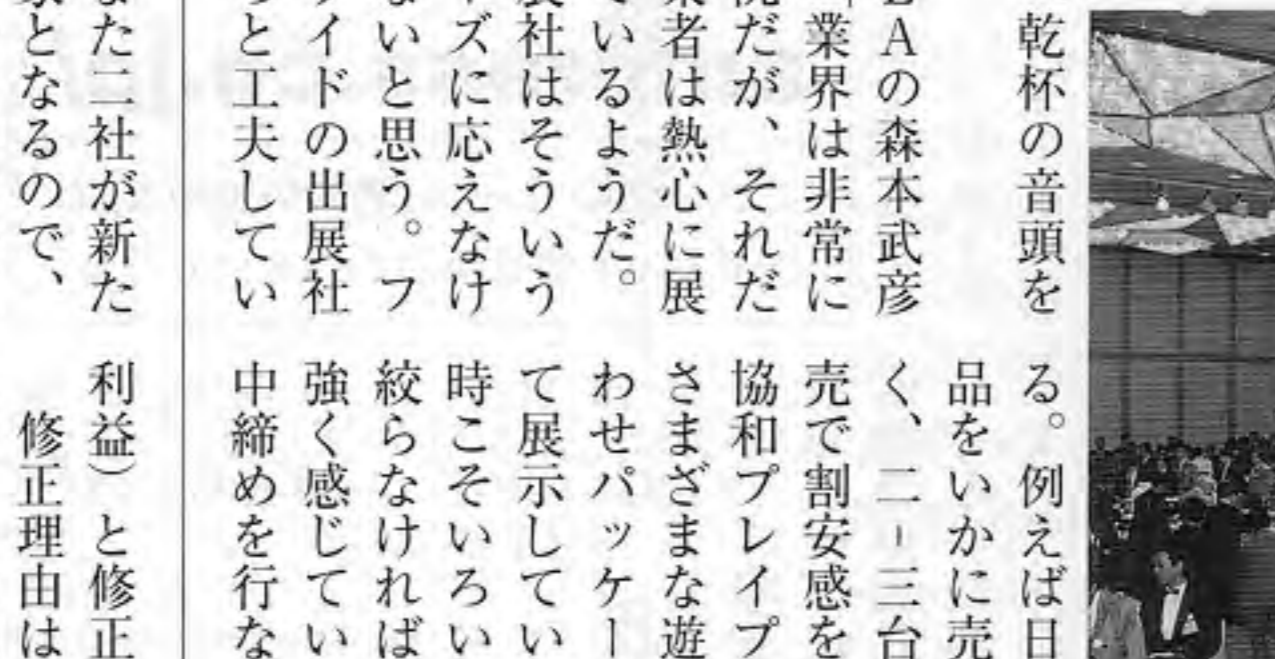 乾杯の音頭を
Aの森本武彦
業界は非常に
だが、それだ
者は熱心に展
いるようだ。
社はそういう
ズに応えなけ
いと思う。フ
イドの出展社
と工夫してい
る。例えば日
品をいかに売
く、二-三台
売で割安感を
協和プレイプ
さまざまな遊
わせパッケー
て展示してい
時こそいろい
絞らなければ
強く感じてい
中締めを行な
た二社が新た
となるので、
利益)と修正
修正理由は